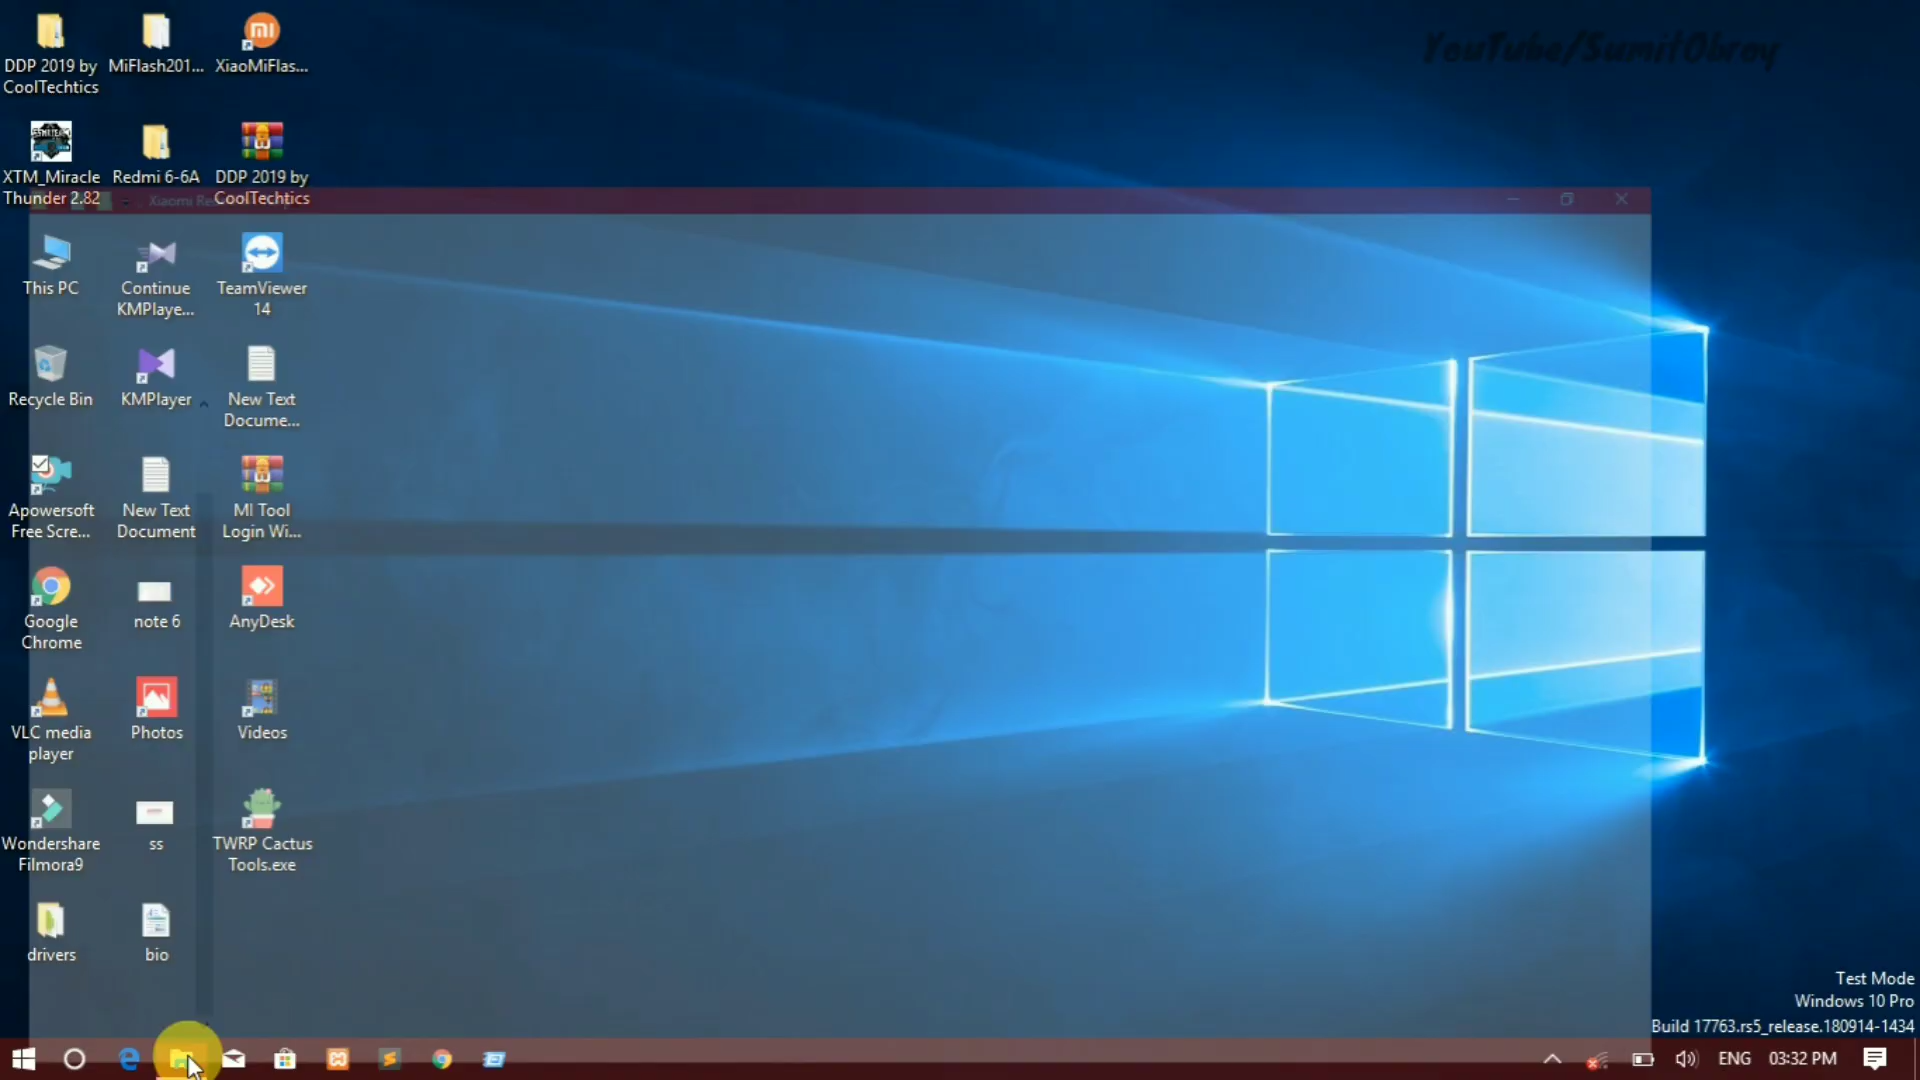 YouTube/SumitObroy
DDP 2019 by
CoolTechtics
MiFlash201...
XiaoMiFlas...
XTM_Miracle
Thunder 2.82
Redmi 6-6A
DDP 2019 by
CoolTechtics
This PC
Continue
KMPlaye...
TeamViewer
14
Recycle Bin
KMPlayer
New Text
Docume...
Apowersoft
Free Scre...
New Text
Document
MI Tool
Login Wi...
Google
Chrome
note 6
AnyDesk
VLC media
player
Photos
Videos
Wondershare
Filmora9
ss
TWRP Cactus
Tools.exe
drivers
bio
Test Mode
Windows 10 Pro
Build 17763.rs5_release.180914-1434
ENG
03:32 PM